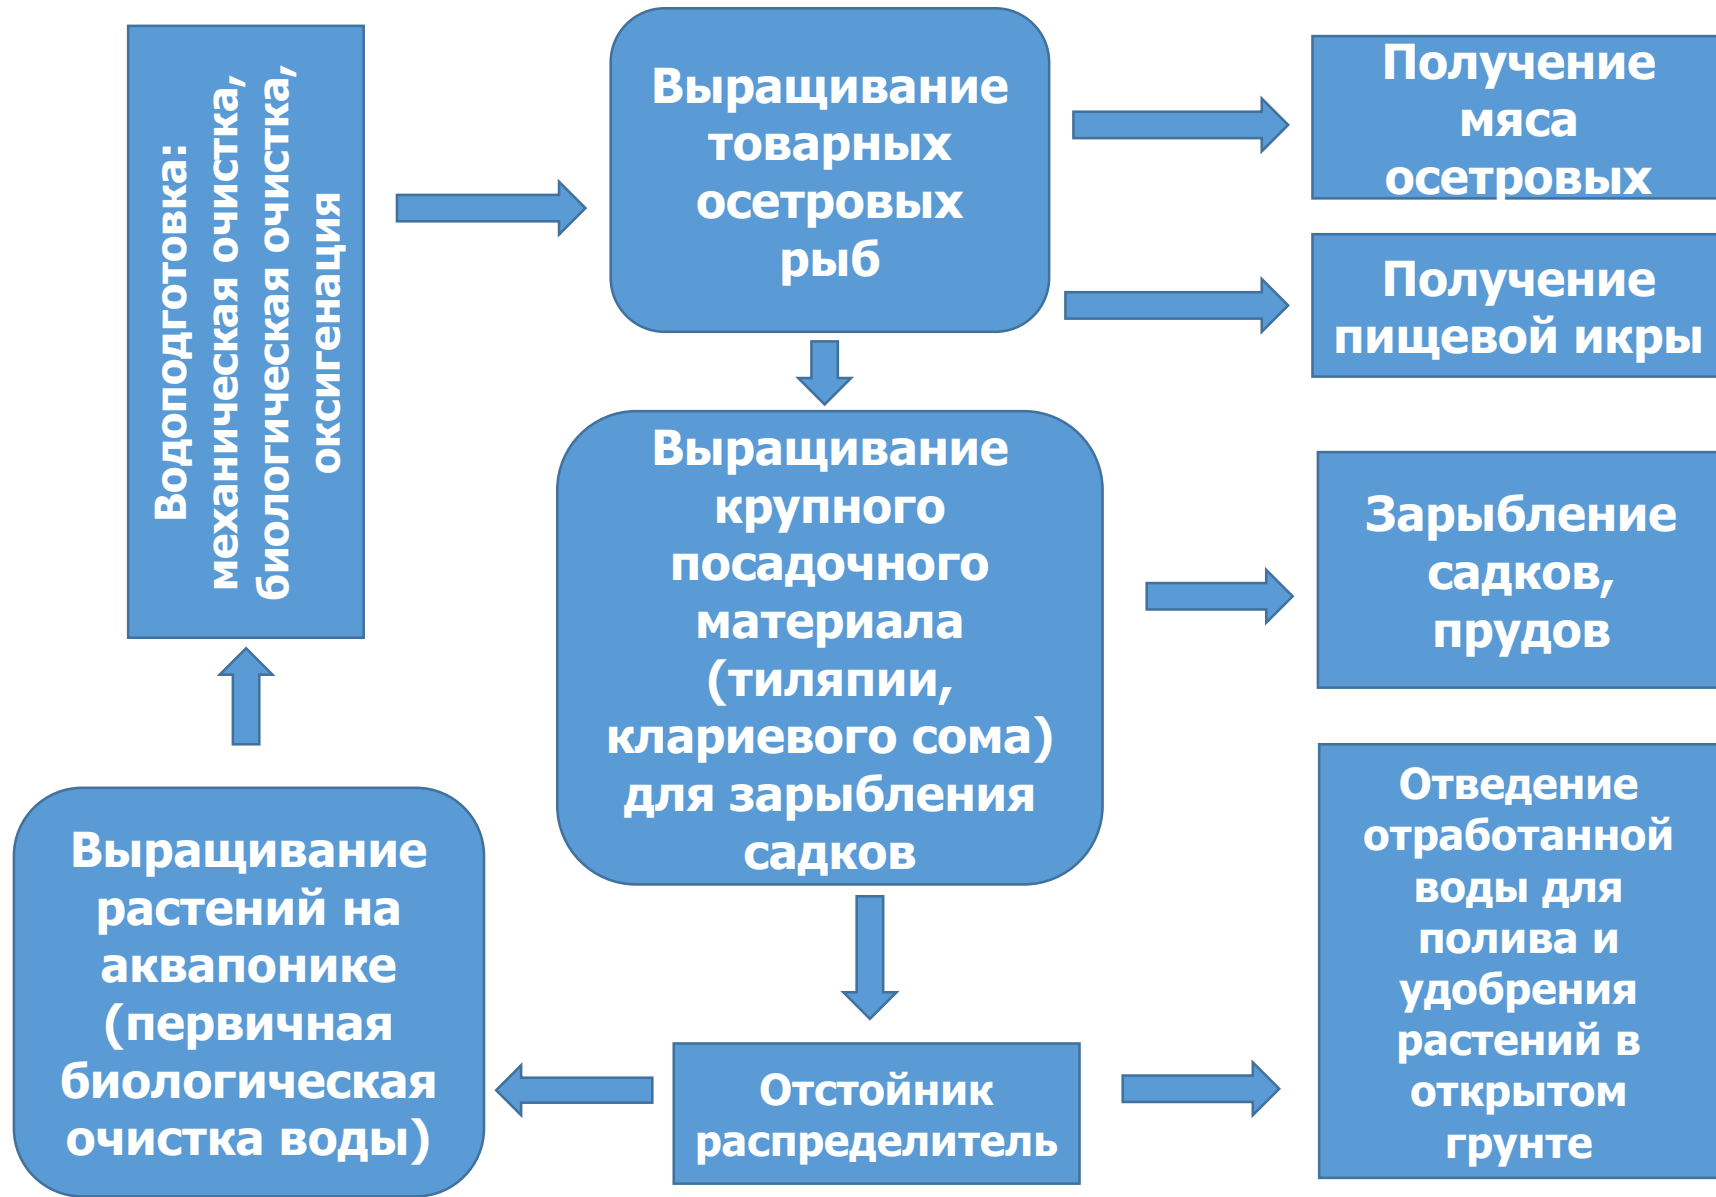 Водоподготовка:
механическая очистка,
биологическая очистка,
оксигенация
Выращивание
товарных
осетровых
рыб
Получение
мяса
осетровых
Получение
пищевой икры
Выращивание
крупного
посадочного
материала
(тиляпии,
клариевого сома)
для зарыбления
садков
Зарыбление
садков,
прудов
Выращивание
растений на
аквапонике
(первичная
биологическая
очистка воды)
Отстойник
распределитель
Отведение
отработанной
воды для
полива и
удобрения
растений в
открытом
грунте